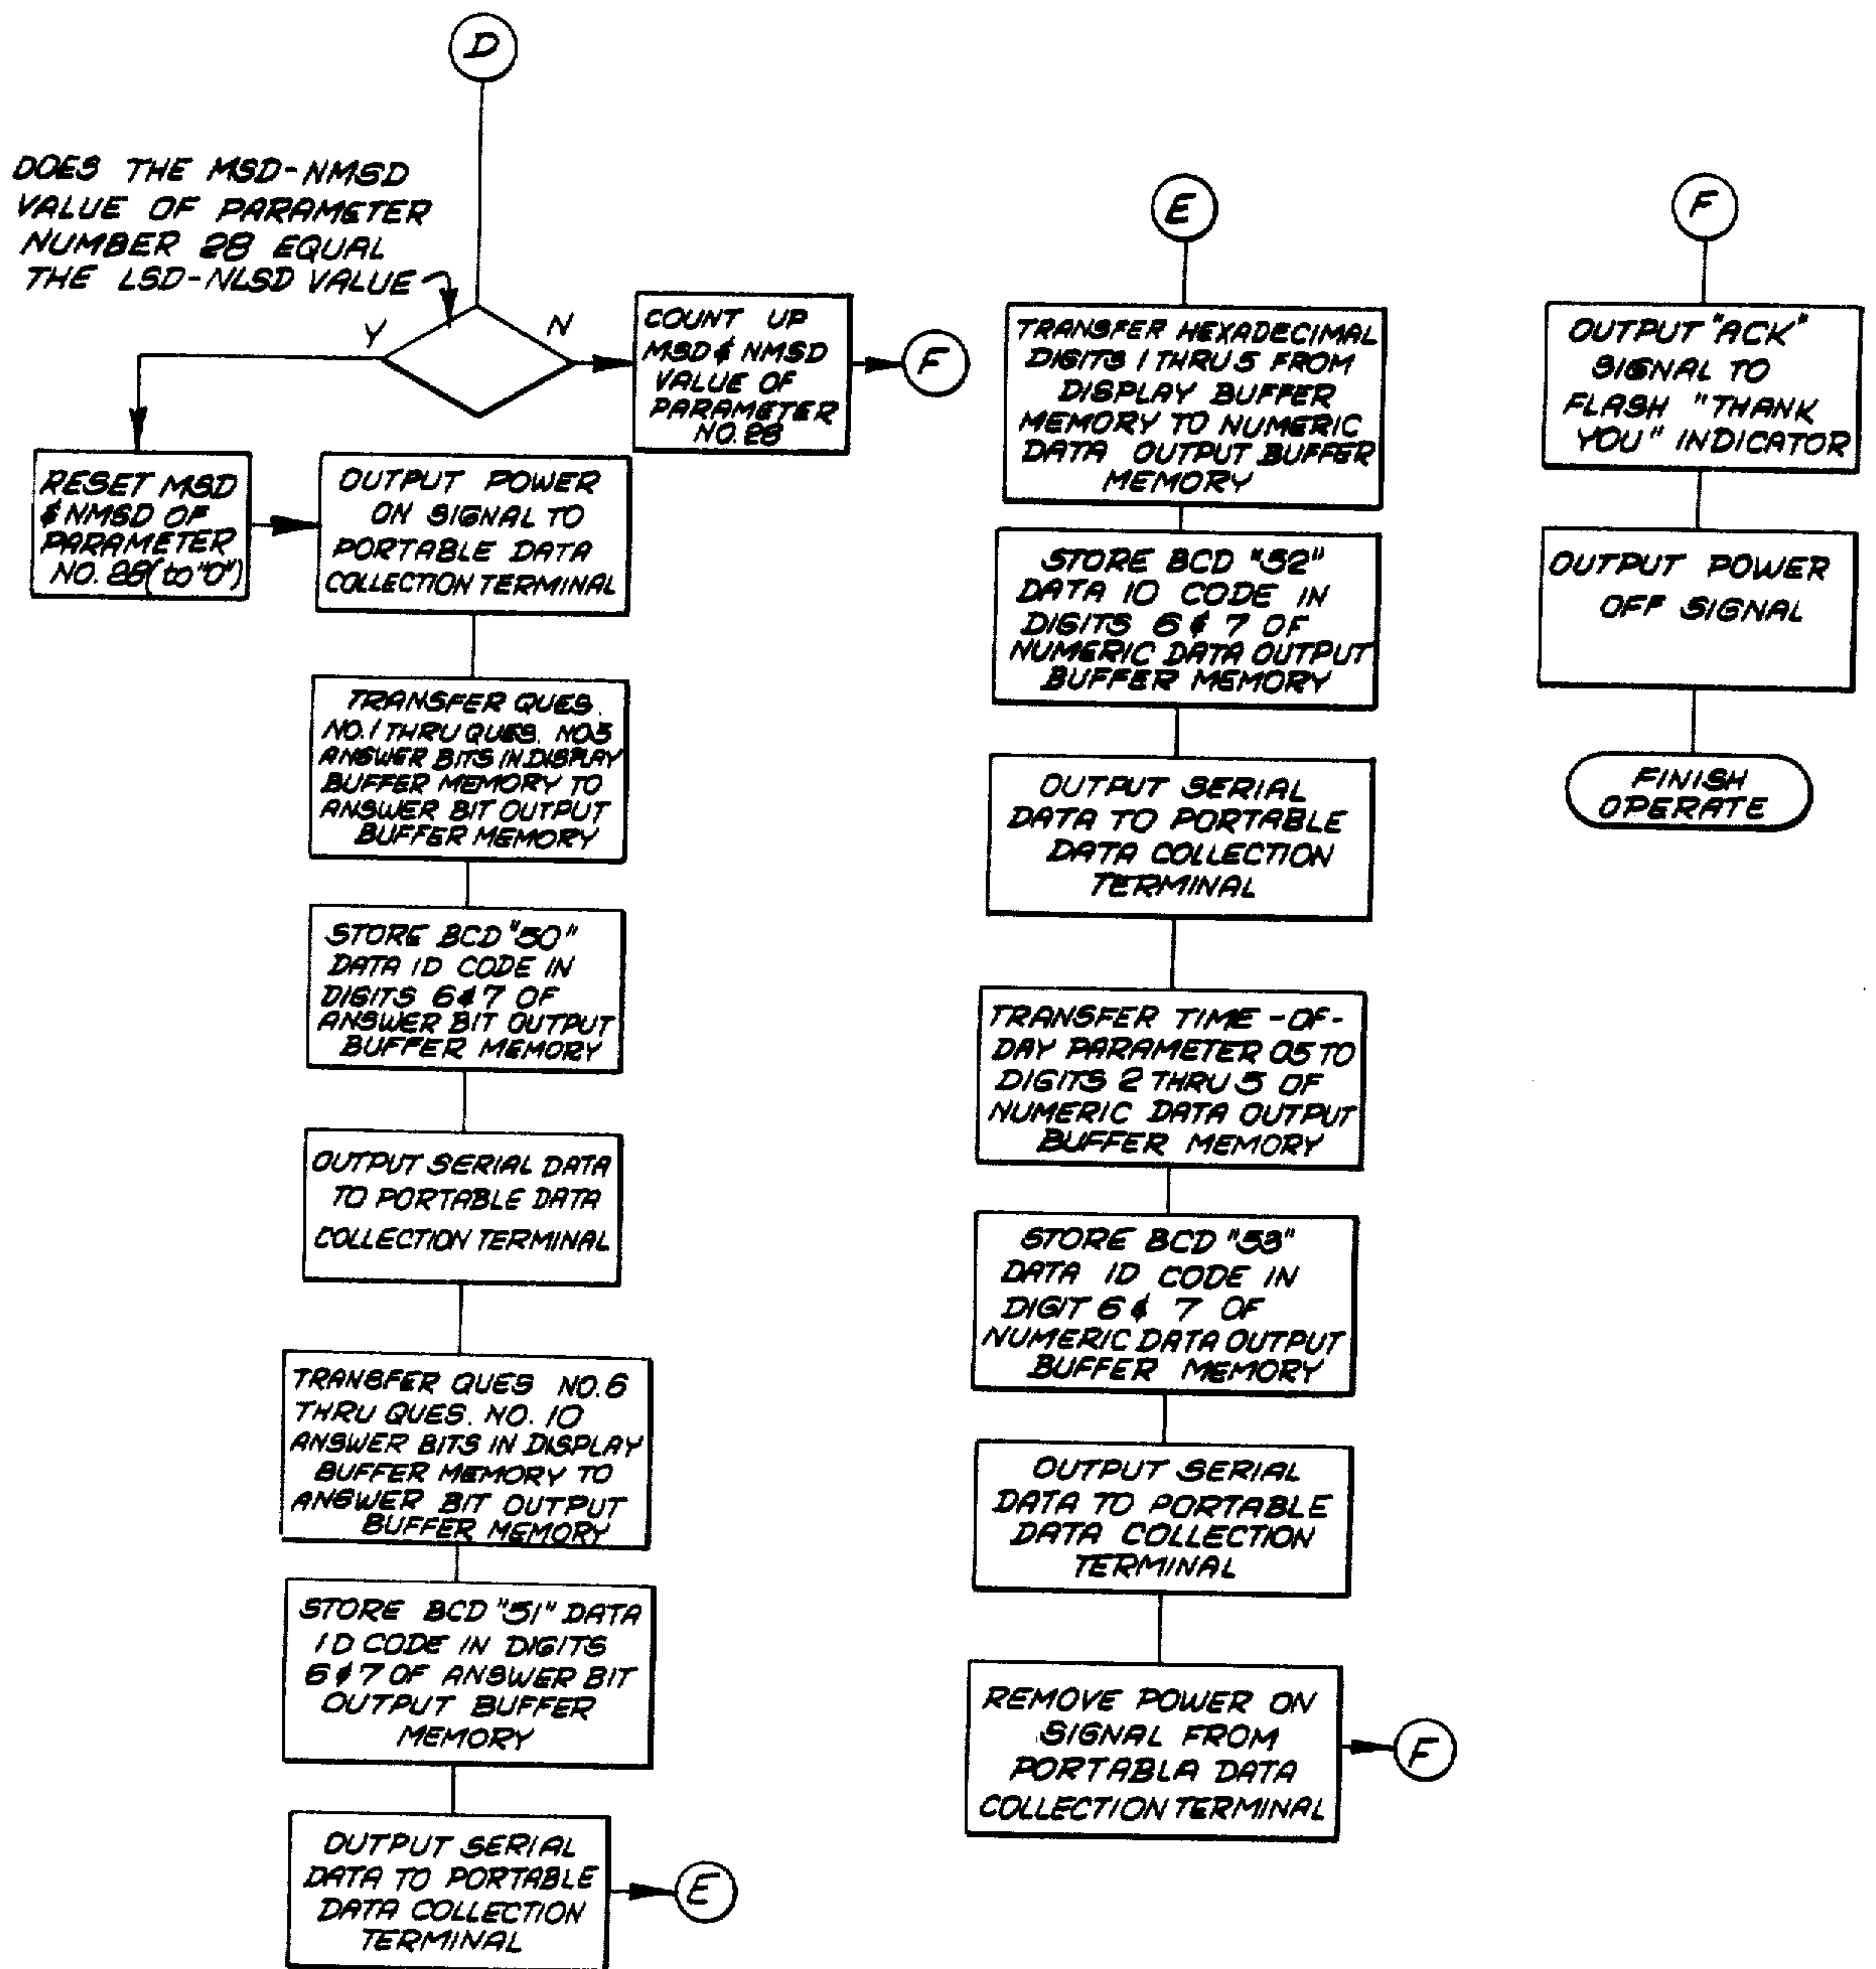 D
DOES THE MSD-NMSD
VALUE OF PARAMETER
NUMBER 28 EQUAL
THE LSD-NLSD VALUE
Y
N
COUNT UP
MSD & NMSD
VALUE OF
PARAMETER
NO. 28
F
RESET MSD
& NMSD OF
PARAMETER
NO. 28 (to "0")
OUTPUT POWER
ON SIGNAL TO
PORTABLE DATA
COLLECTION TERMINAL
TRANSFER QUES.
NO. 1 THRU QUES. NO.5
ANSWER BITS IN DISPLAY
BUFFER MEMORY TO
ANSWER BIT OUTPUT
BUFFER MEMORY
STORE BCD "50"
DATA ID CODE IN
DIGITS 6 & 7 OF
ANSWER BIT OUTPUT
BUFFER MEMORY
OUTPUT SERIAL DATA
TO PORTABLE DATA
COLLECTION TERMINAL
TRANSFER QUES NO. 6
THRU QUES. NO. 10
ANSWER BITS IN DISPLAY
BUFFER MEMORY TO
ANSWER BIT OUTPUT
BUFFER MEMORY
STORE BCD "51" DATA
ID CODE IN DIGITS
6 & 7 OF ANSWER BIT
OUTPUT BUFFER
MEMORY
OUTPUT SERIAL
DATA TO PORTABLE
DATA COLLECTION
TERMINAL
E
E
TRANSFER HEXADECIMAL
DIGITS 1 THRU 5 FROM
DISPLAY BUFFER
MEMORY TO NUMERIC
DATA OUTPUT BUFFER
MEMORY
STORE BCD "52"
DATA ID CODE IN
DIGITS 6 & 7 OF
NUMERIC DATA OUTPUT
BUFFER MEMORY
OUTPUT SERIAL
DATA TO PORTABLE
DATA COLLECTION
TERMINAL
TRANSFER TIME-OF-
DAY PARAMETER 05 TO
DIGITS 2 THRU 5 OF
NUMERIC DATA OUTPUT
BUFFER MEMORY
STORE BCD "53"
DATA ID CODE IN
DIGIT 6 & 7 OF
NUMERIC DATA OUTPUT
BUFFER MEMORY
OUTPUT SERIAL
DATA TO PORTABLE
DATA COLLECTION
TERMINAL
REMOVE POWER ON
SIGNAL FROM
PORTABLA DATA
COLLECTION TERMINAL
F
F
OUTPUT "ACK"
SIGNAL TO
FLASH "THANK
YOU" INDICATOR
OUTPUT POWER
OFF SIGNAL
FINISH
OPERATE